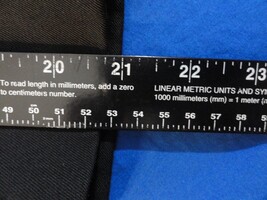 20 21 22 23
To read length in millimeters, add a zero
to centimeters number.
LINEAR METRIC UNITS AND SYM
1000 millimeters (mm) = 1 meter
49 50 51 52 53 54 55 56 57 58